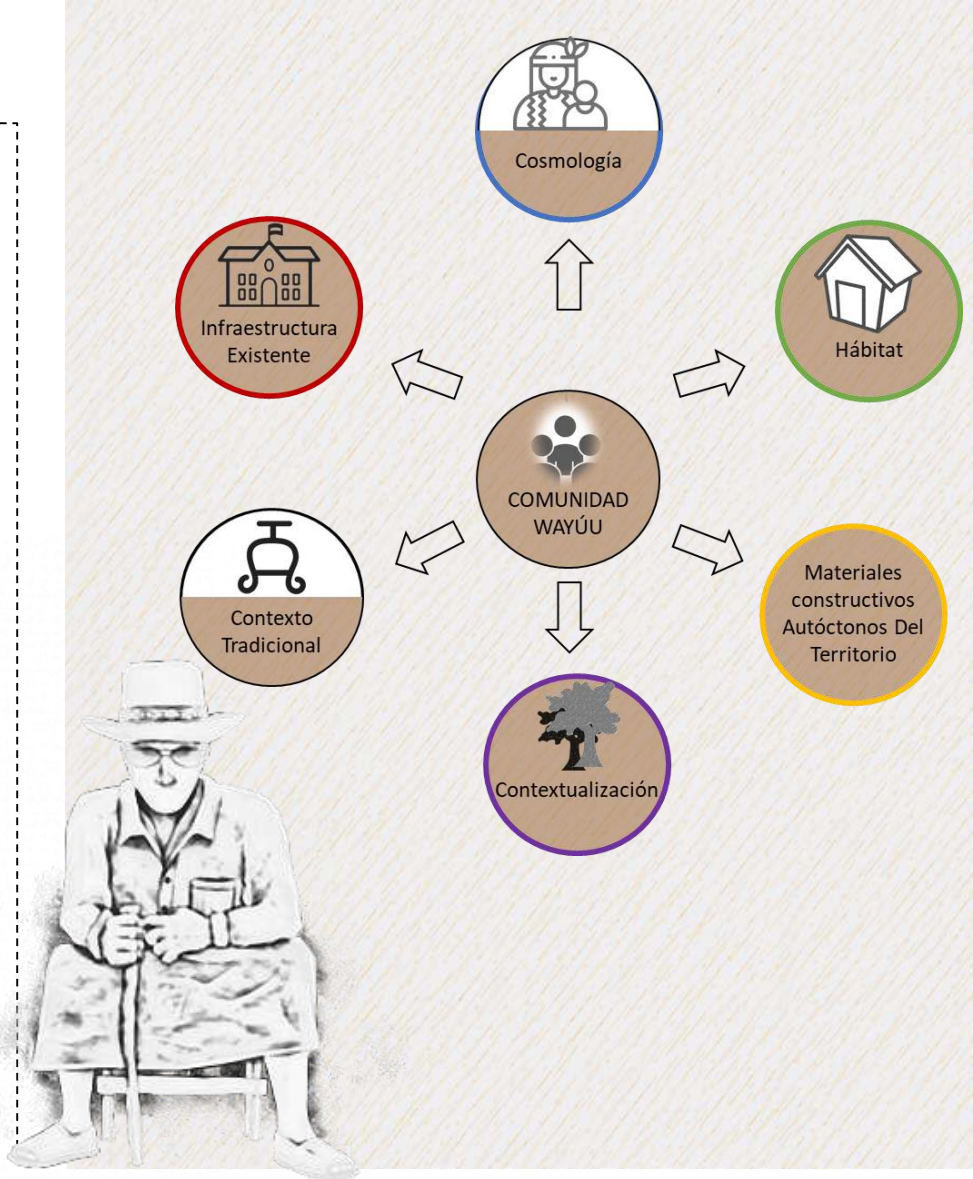 Cosmología
Infraestructura
Existente
Hábitat
COMUNIDAD
WAYÚU
Contexto
Tradicional
Materiales
constructivos
Autóctonos Del
Territorio
Contextualización